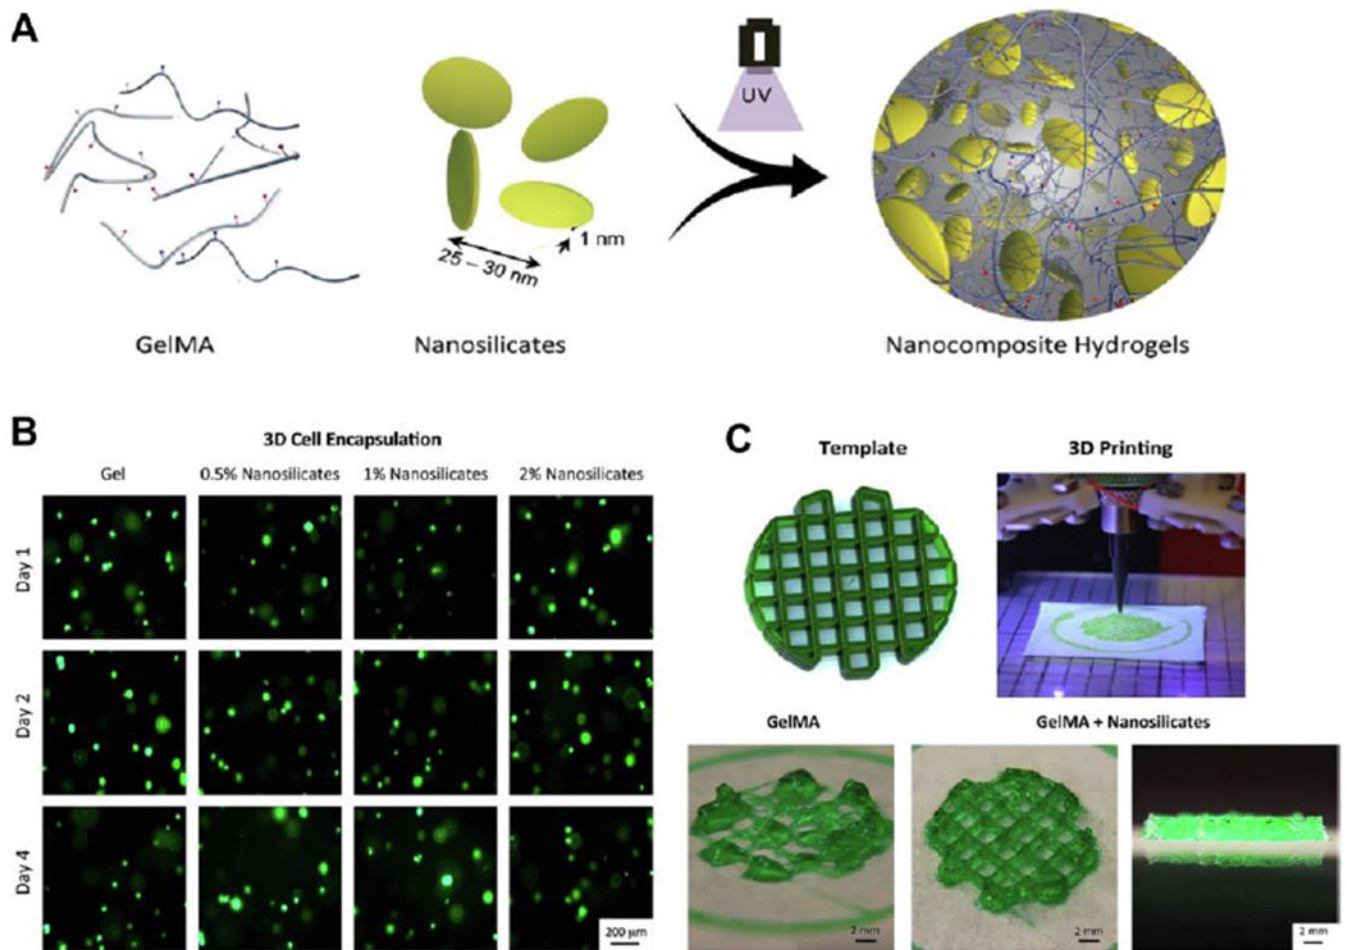 A
UV
1 nm
25 – 30 nm
GelMA
Nanosilicates
Nanocomposite Hydrogels
B
3D Cell Encapsulation
Gel
0.5% Nanosilicates
1% Nanosilicates
2% Nanosilicates
Day 1
Day 2
Day 4
200 µm
C
Template
3D Printing
GelMA
GelMA + Nanosilicates
2 mm
2 mm
2 mm